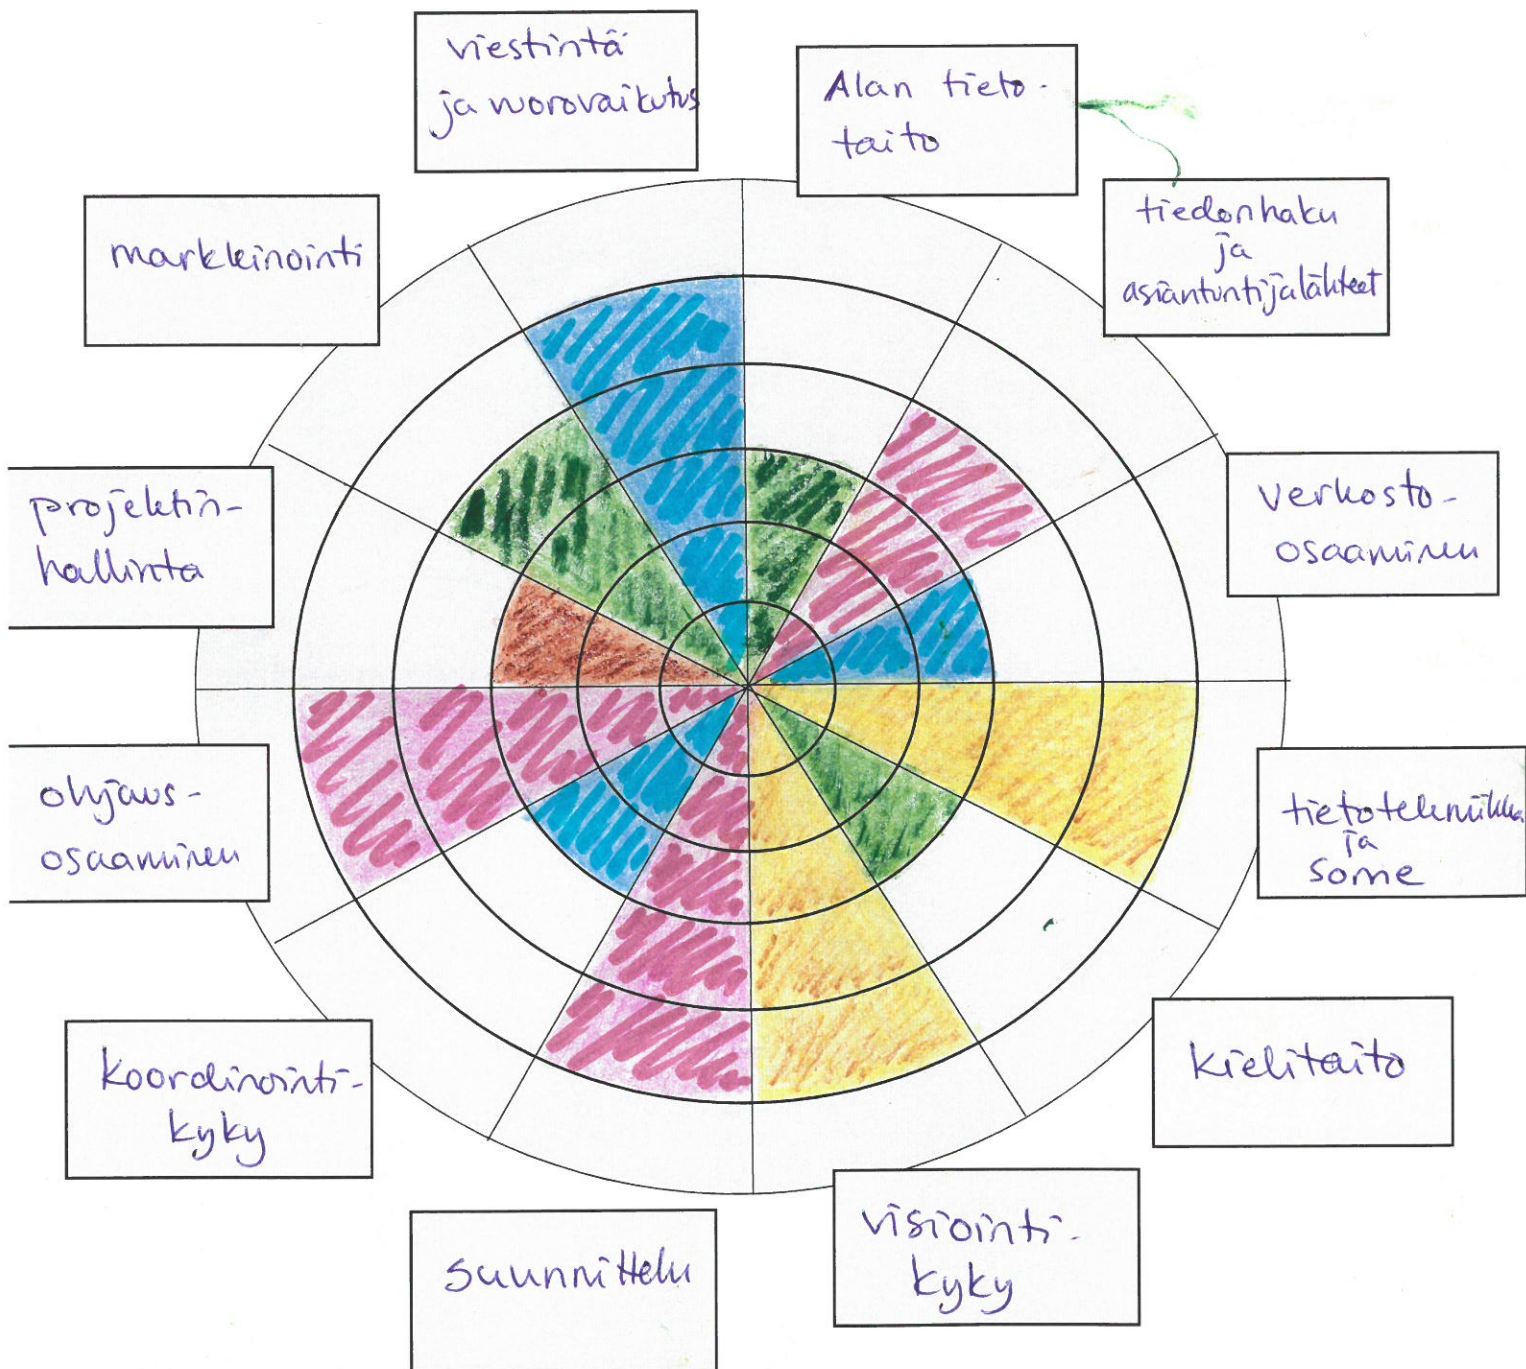 viestintä
ja vuorovaikutus
Alan tieto-
taito
tiedonhaku
ja
asiantuntijalähteet
verkosto-
osaaminen
tietotekniikka
ja
some
kielitaito
visiointi-
kyky
suunnittelu
koordinointi-
kyky
ohjaus-
osaaminen
projektin-
hallinta
markkinointi